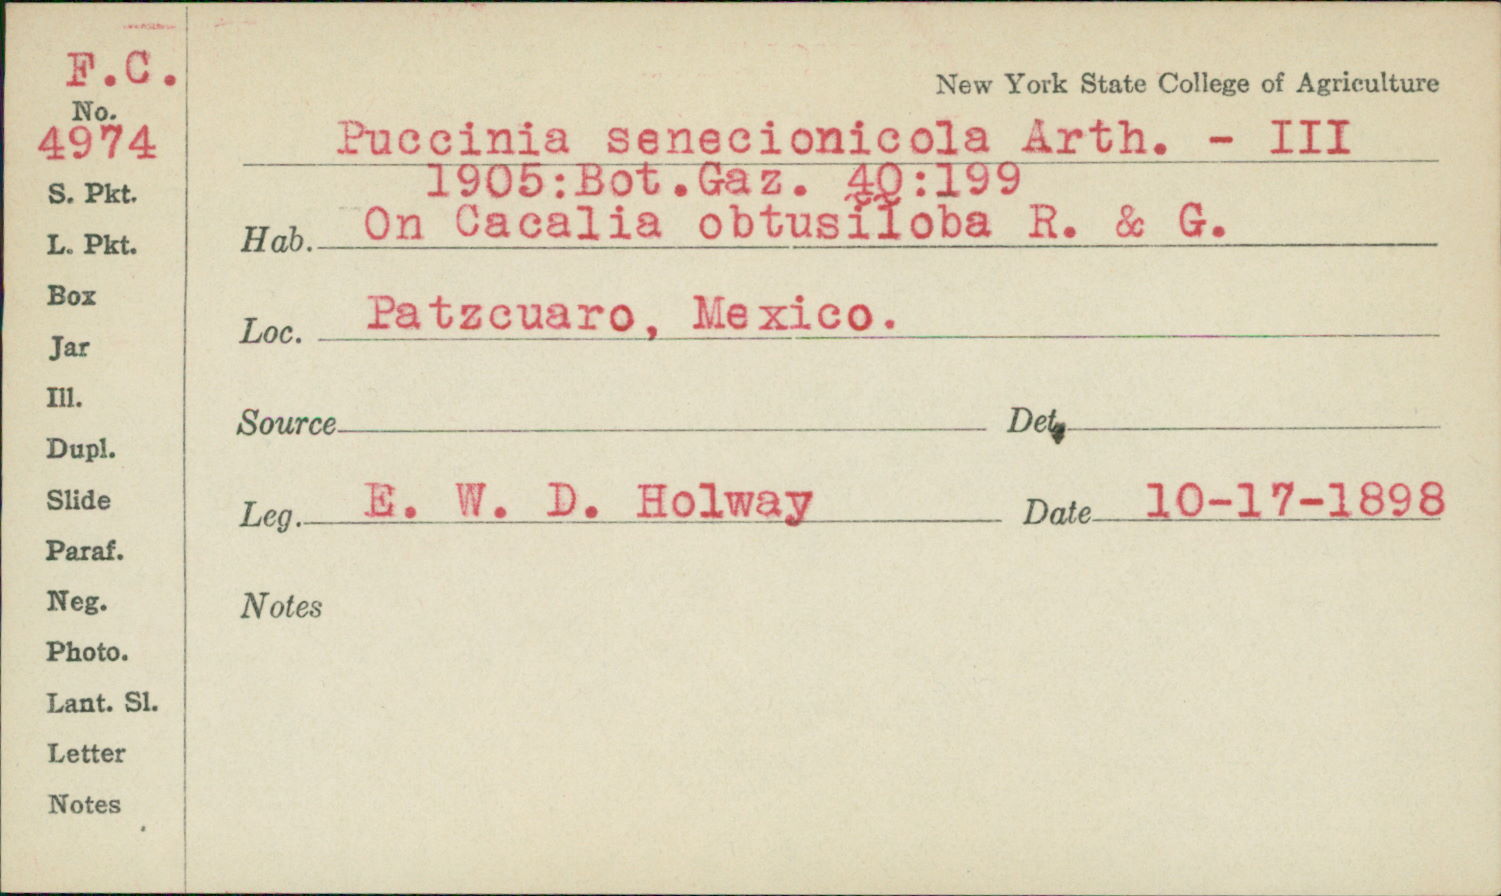 F.C.
No.
4974
S. Pkt.
L. Pkt.
Box
Jar
Ill.
Dupl.
Slide
Paraf.
Neg.
Photo.
Lant. Sl.
Letter
Notes
New York State College of Agriculture
Puccinia senecionicola Arth. - III
1905:Bot.Gaz. 40:199
Hab. On Cacalia obtusiloba R. & G.
Loc. Patzcuaro, Mexico.
Source Det.
Leg. E. W. D. Holway Date 10-17-1898
Notes